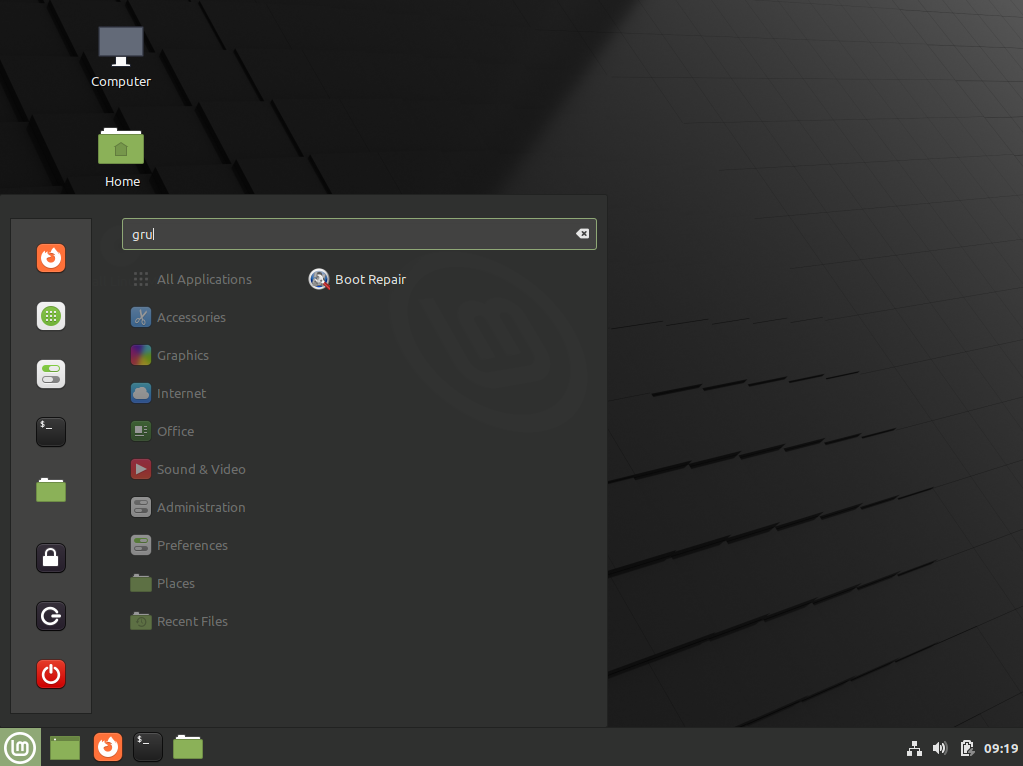 Computer
Home
gru
All Applications
Boot Repair
Accessories
Graphics
Internet
Office
Sound & Video
Administration
Preferences
Places
Recent Files
$_
$_
09:19